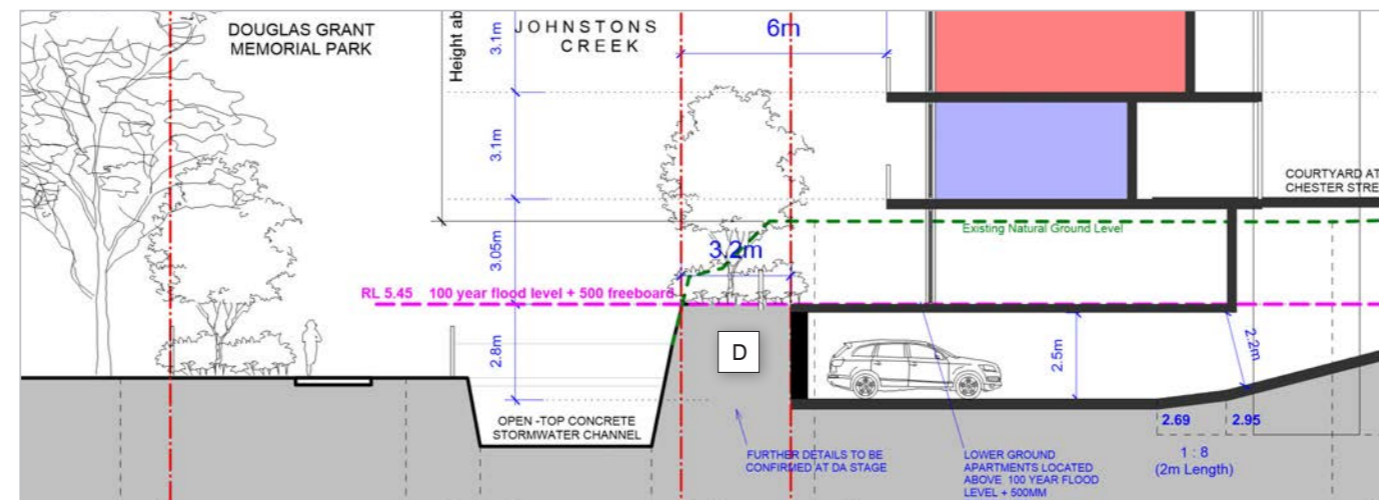 DOUGLAS GRANT
MEMORIAL PARK
Height ab
3.1m
JOHNSTONS
CREEK
6m
3.1m
COURTYARD AT
CHESTER STRE
Existing Natural Ground Level
3.05m
3.2m
RL 5.45 100 year flood level + 500 freeboard
D
2.8m
2.5m
2.2m
OPEN -TOP CONCRETE
STORMWATER CHANNEL
2.69
2.95
FURTHER DETAILS TO BE
CONFIRMED AT DA STAGE
LOWER GROUND
APARTMENTS LOCATED
ABOVE 100 YEAR FLOOD
LEVEL + 500MM
1 : 8
(2m Length)